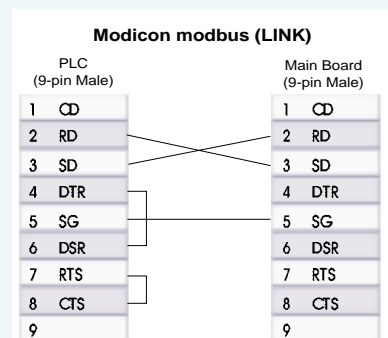 Modicon modbus (LINK)
PLC
(9-pin Male)
1 CD
2 RD
3 SD
4 DTR
5 SG
6 DSR
7 RTS
8 CTS
9
Main Board
(9-pin Male)
1 CD
2 RD
3 SD
4 DTR
5 SG
6 DSR
7 RTS
8 CTS
9